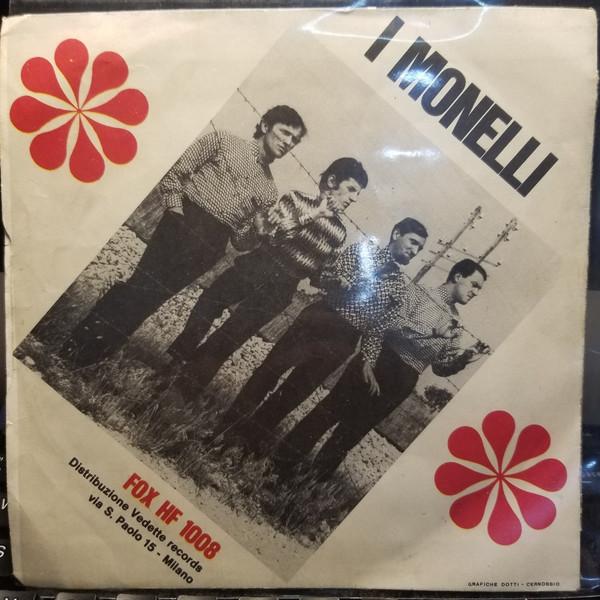 I MONELLI
FOX HF 1008
Distribuzione Vedette records
via S. Paolo 15 - Milano
GRAFICHE DOTTI - CERNOBBIO